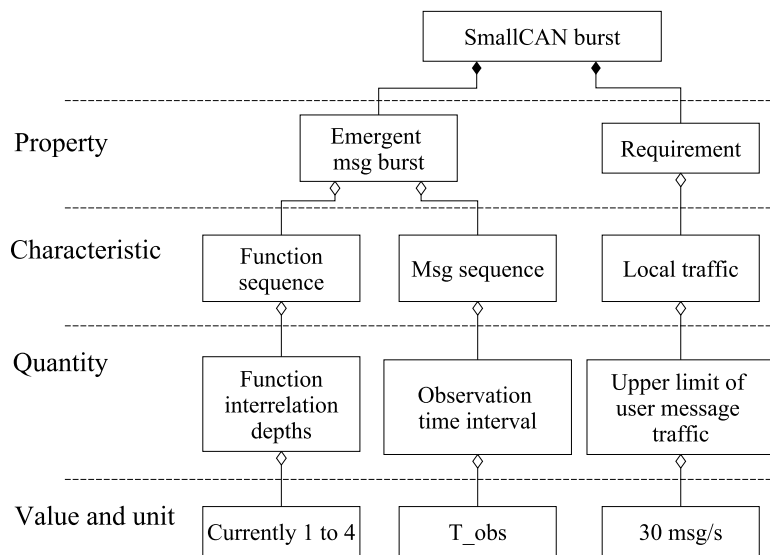 SmallCAN burst
Property
Emergent
msg burst
Requirement
Characteristic
Function
sequence
Msg sequence
Local traffic
Quantity
Function
interrelation
depths
Observation
time interval
Upper limit of
user message
traffic
Value and unit
Currently 1 to 4
T_obs
30 msg/s